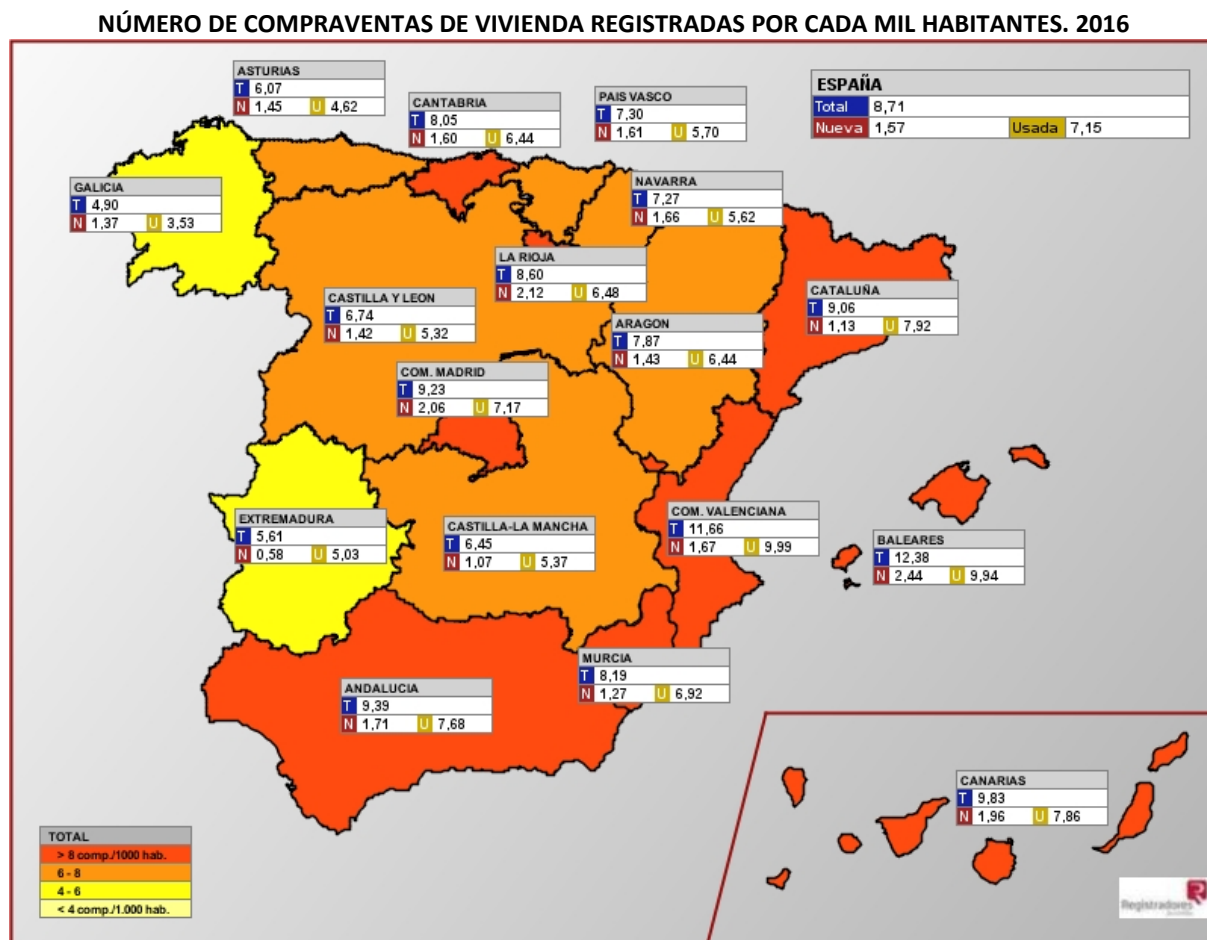 NÚMERO DE COMPRAVENTAS DE VIVIENDA REGISTRADAS POR CADA MIL HABITANTES. 2016
ASTURIAS
T 6,07
N 1,45 U 4,62
CANTABRIA
T 8,05
N 1,60 U 6,44
PAIS VASCO
T 7,30
N 1,61 U 5,70
ESPAÑA
Total 8,71
Nueva 1,57 Usada 7,15
GALICIA
T 4,90
N 1,37 U 3,53
NAVARRA
T 7,27
N 1,66 U 5,62
LA RIOJA
T 8,60
N 2,12 U 6,48
CASTILLA Y LEON
T 6,74
N 1,42 U 5,32
ARAGON
T 7,87
N 1,43 U 6,44
CATALUÑA
T 9,06
N 1,13 U 7,92
COM. MADRID
T 9,23
N 2,06 U 7,17
EXTREMADURA
T 5,61
N 0,58 U 5,03
CASTILLA-LA MANCHA
T 6,45
N 1,07 U 5,37
COM. VALENCIANA
T 11,66
N 1,67 U 9,99
BALEARES
T 12,38
N 2,44 U 9,94
ANDALUCIA
T 9,39
N 1,71 U 7,68
MURCIA
T 8,19
N 1,27 U 6,92
CANARIAS
T 9,83
N 1,96 U 7,86
TOTAL
> 8 comp./1000 hab.
6 - 8
4 - 6
< 4 comp./1.000 hab.
Registradores